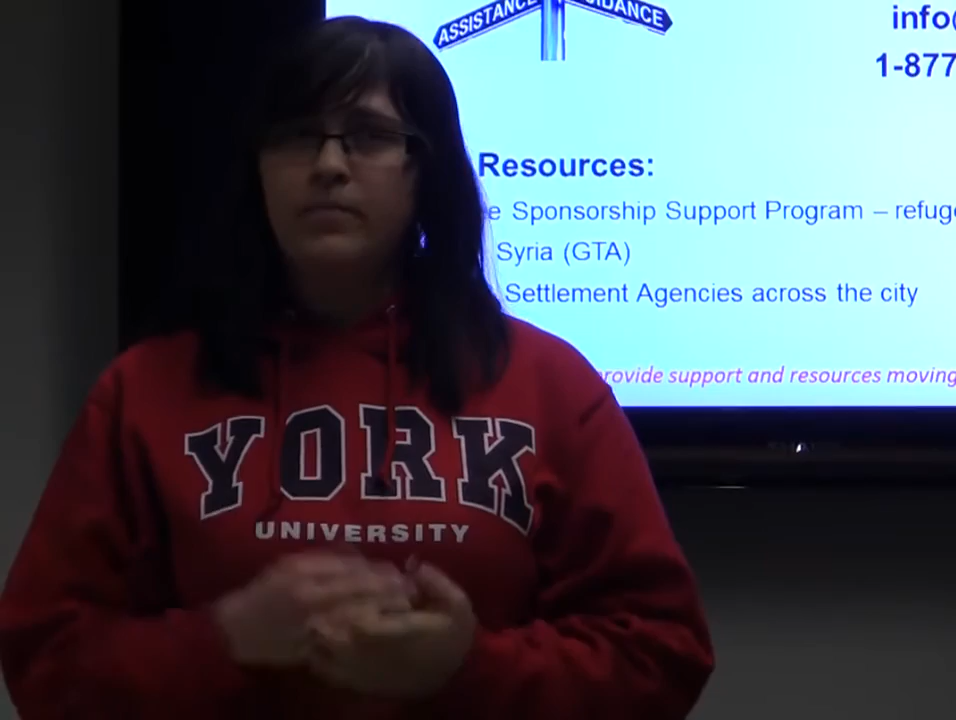 ASSISTANCE
GUIDANCE
info@
1-877
Resources:
Sponsorship Support Program –
Syria (GTA)
Settlement Agencies across the city
provide support and resources moving
YORK
UNIVERSITY